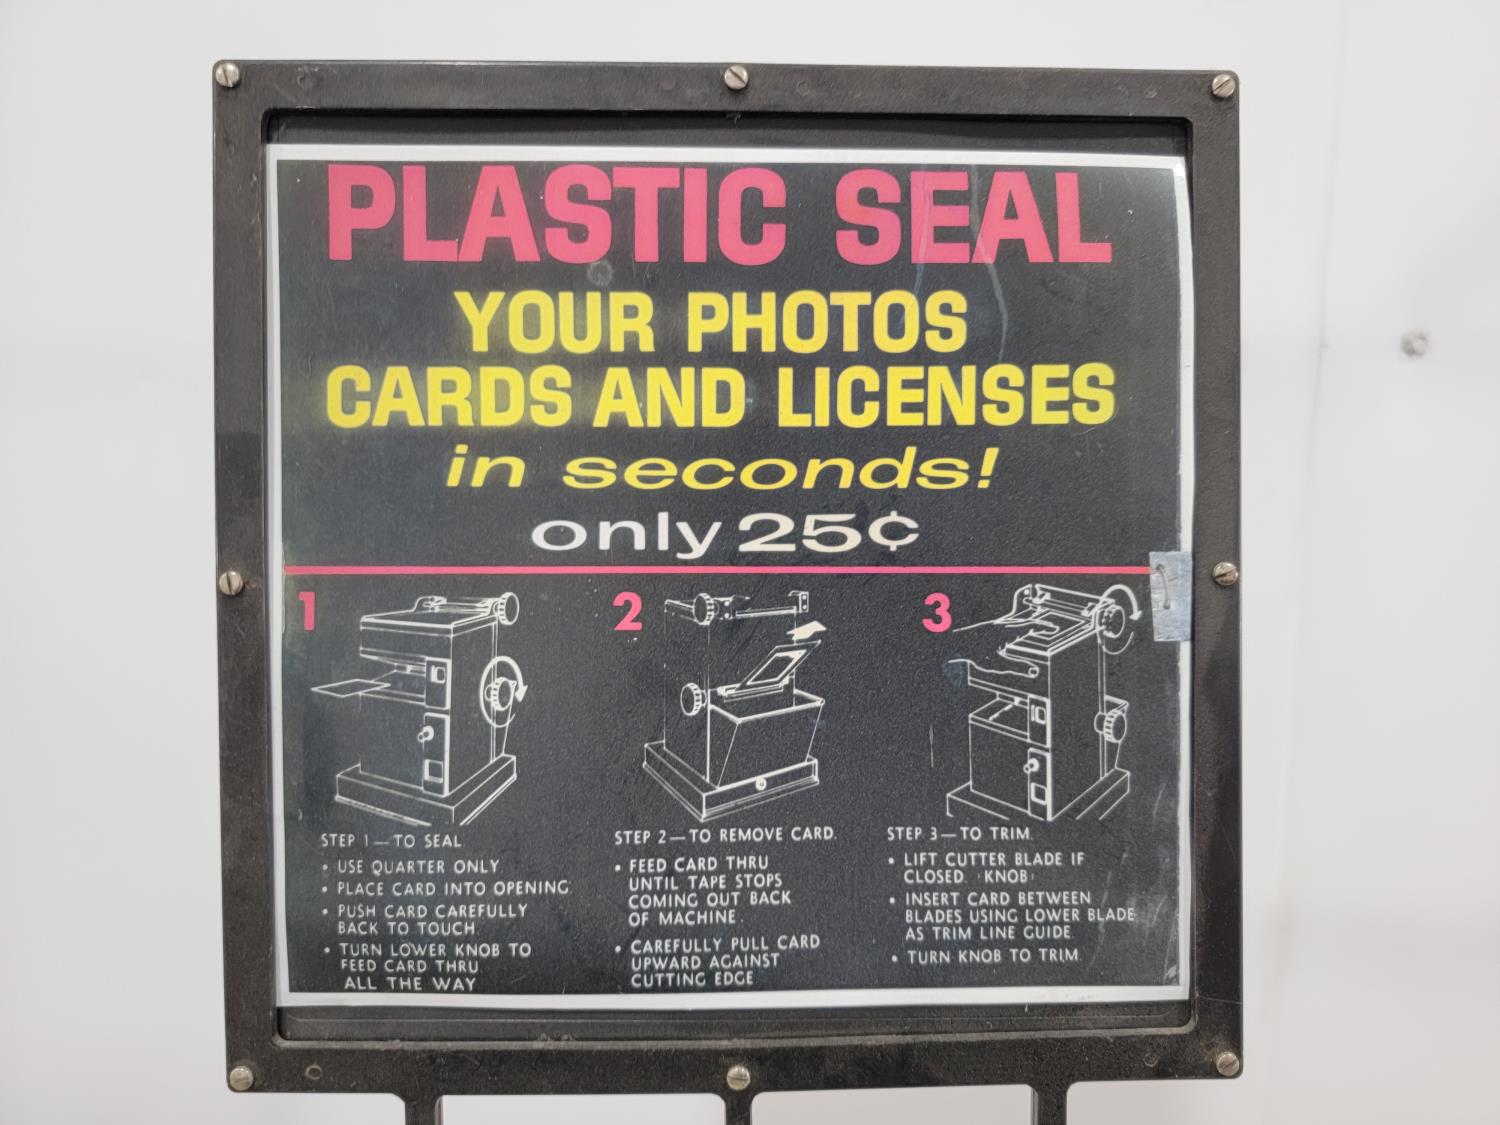 PLASTIC SEAL
YOUR PHOTOS
CARDS AND LICENSES
in seconds!
only 25¢
1
2
3
STEP 1—TO SEAL
• USE QUARTER ONLY
• PLACE CARD INTO OPENING.
• PUSH CARD CAREFULLY
BACK TO TOUCH
• TURN LOWER KNOB TO
FEED CARD THRU
ALL THE WAY
STEP 2—TO REMOVE CARD.
• FEED CARD THRU
UNTIL TAPE STOPS
COMING OUT BACK
OF MACHINE.
• CAREFULLY PULL CARD
UPWARD AGAINST
CUTTING EDGE
STEP 3—TO TRIM.
• LIFT CUTTER BLADE IF
CLOSED (KNOB)
• INSERT CARD BETWEEN
BLADES USING LOWER BLADE
AS TRIM LINE GUIDE.
• TURN KNOB TO TRIM.